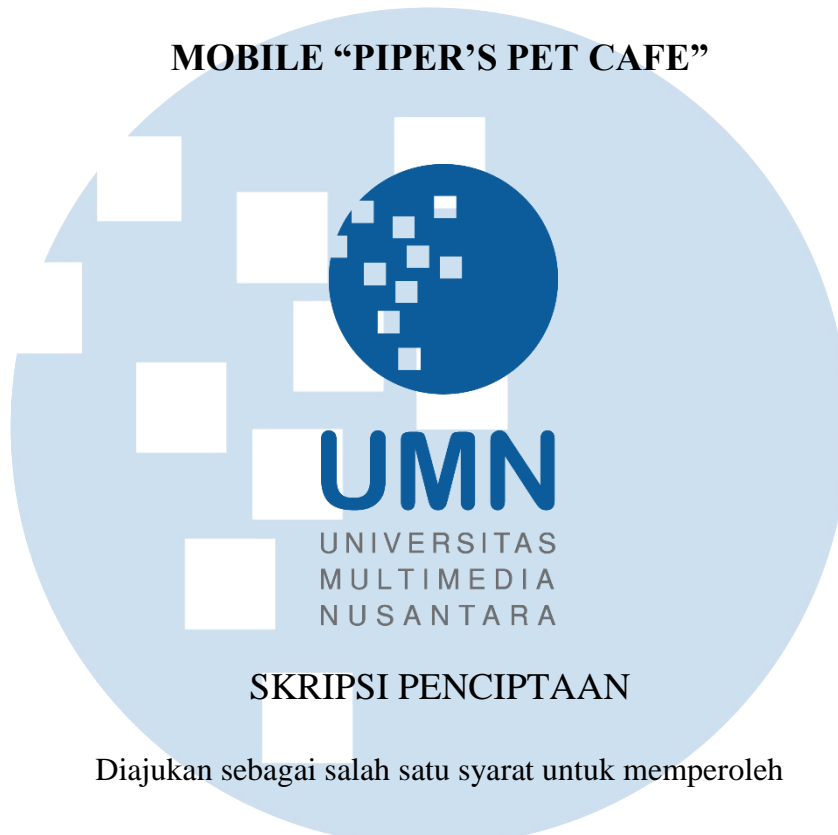 MOBILE “PIPER’S PET CAFE”
UMN
UNIVERSITAS
MULTIMEDIA
NUSANTARA
SKRIPSI PENCIPTAAN
Diajukan sebagai salah satu syarat untuk memperoleh